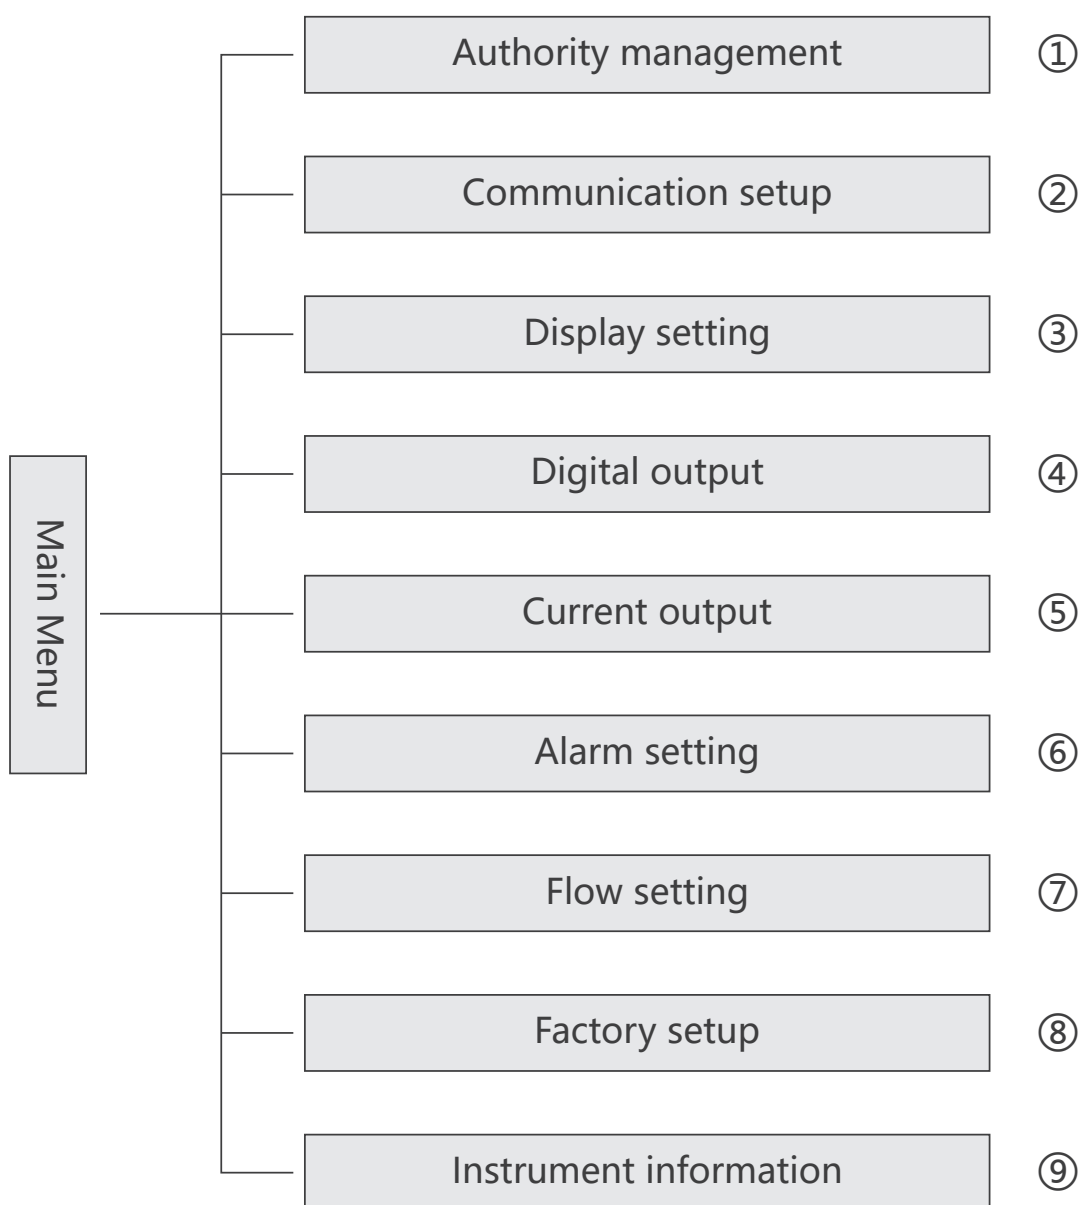 Authority management ①
Communication setup ②
Display setting ③
Digital output ④
Main Menu
Current output ⑤
Alarm setting ⑥
Flow setting ⑦
Factory setup ⑧
Instrument information ⑨